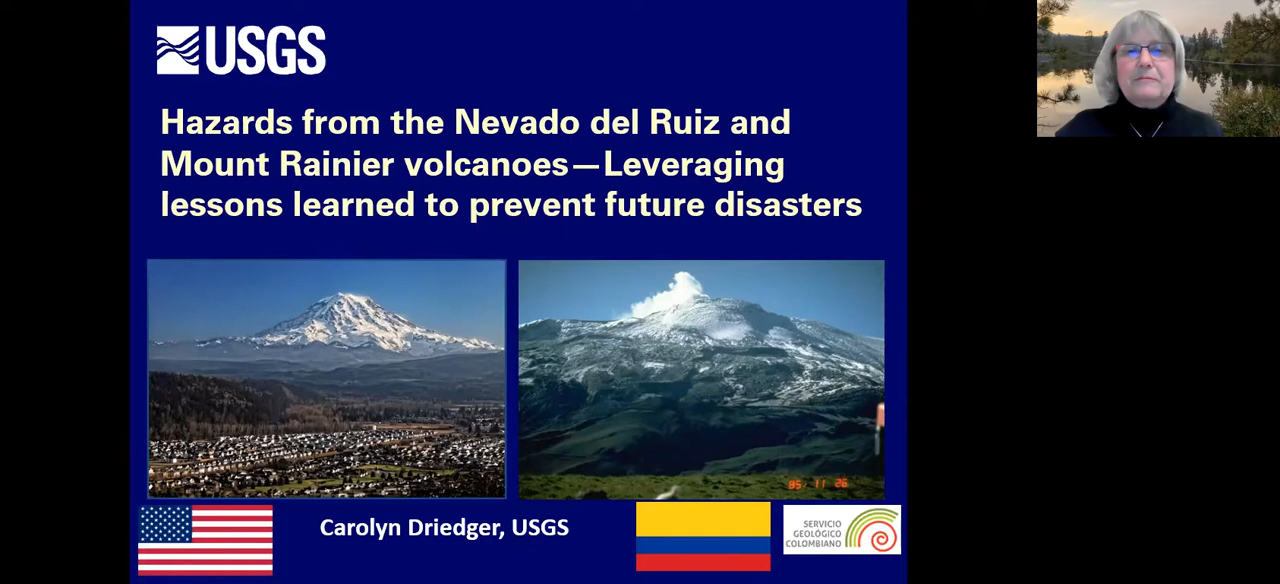 USGS
Hazards from the Nevado del Ruiz and
Mount Rainier volcanoes—Leveraging
lessons learned to prevent future disasters
85 11 26
Carolyn Driedger, USGS
SERVICIO
GEOLÓGICO
COLOMBIANO